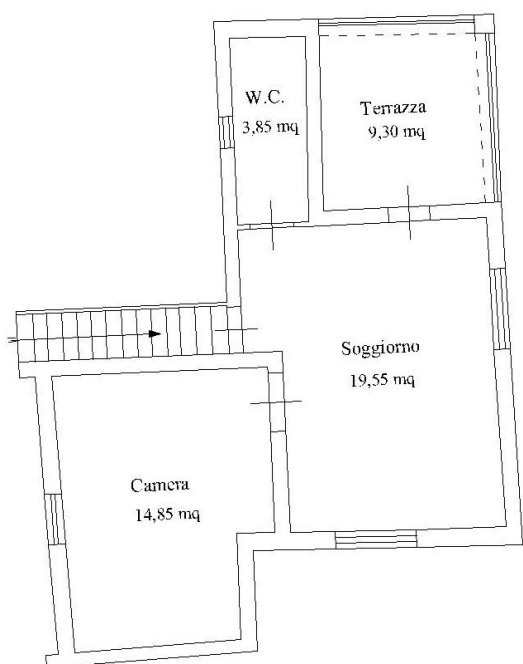 W.C.
3,85 mq
Terrazza
9,30 mq
Soggiorno
19,55 mq
Camera
14,85 mq